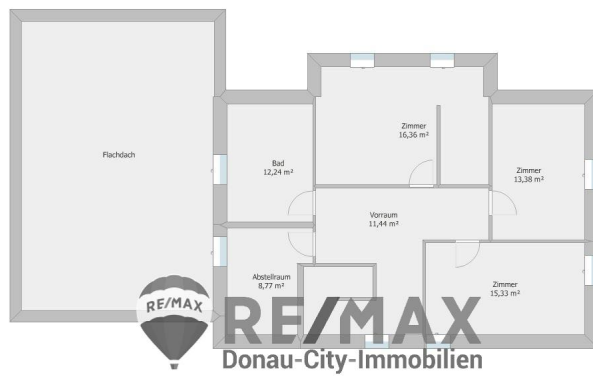 Flachdach
Bad
12,24 m²
Zimmer
16,36 m²
Zimmer
13,38 m²
Vorraum
11,44 m²
Abstellraum
8,77 m²
Zimmer
15,33 m²
RE/MAX
RE/MAX
Donau-City-Immobilien